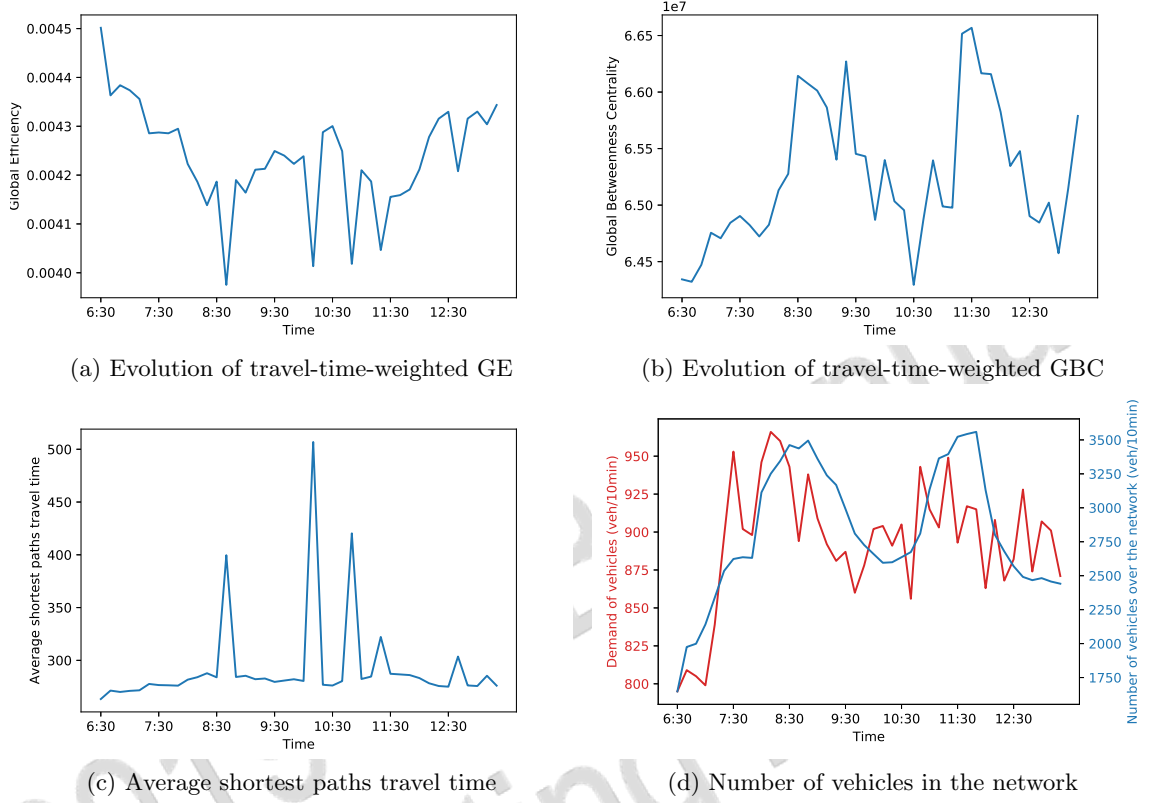 0.0045
0.0044
0.0043
0.0042
0.0041
0.0040
Global Efficiency
6:30 7:30 8:30 9:30 10:30 11:30 12:30
Time
(a) Evolution of travel-time-weighted GE
1e7
6.65
6.60
6.55
6.50
6.45
Global Betweenness Centrality
6:30 7:30 8:30 9:30 10:30 11:30 12:30
Time
(b) Evolution of travel-time-weighted GBC
500
450
400
350
300
Average shortest paths travel time
6:30 7:30 8:30 9:30 10:30 11:30 12:30
Time
(c) Average shortest paths travel time
950
925
900
875
850
825
800
Demand of vehicles (veh/10min)
3500
3250
3000
2750
2500
2250
2000
1750
Number of vehicles over the network (veh/10min)
6:30 7:30 8:30 9:30 10:30 11:30 12:30
Time
(d) Number of vehicles in the network